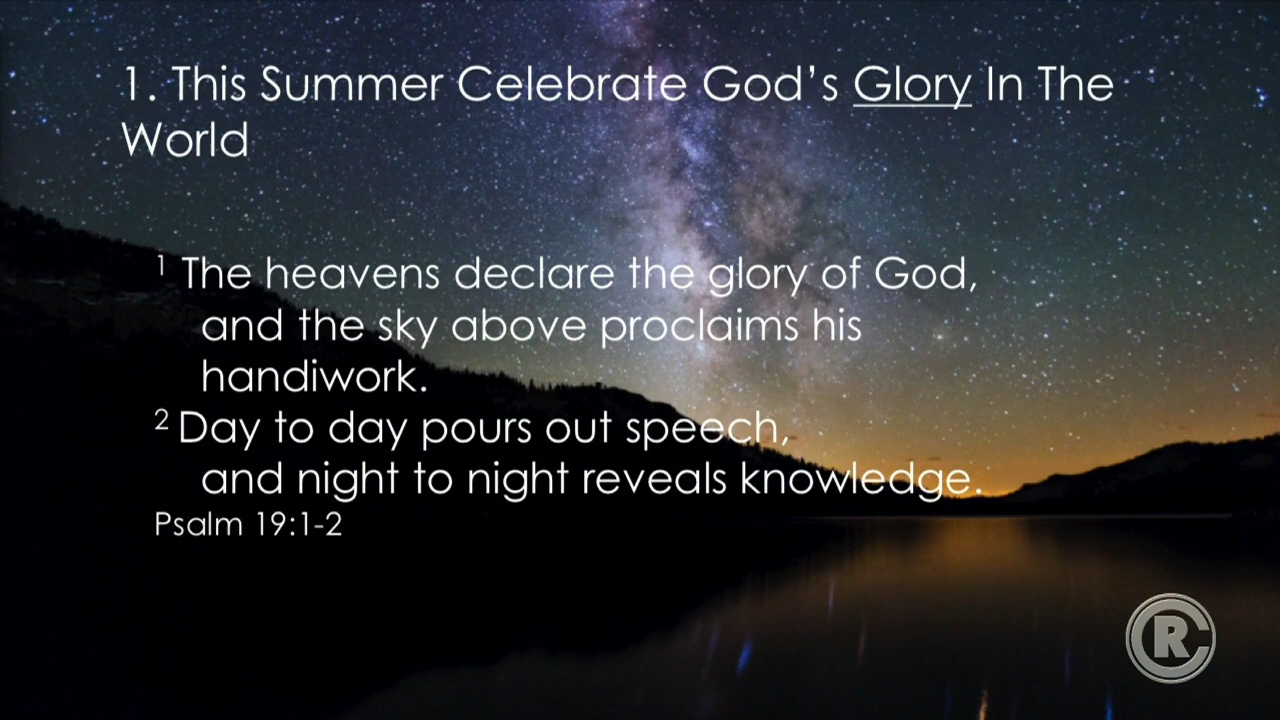 1. This Summer Celebrate God’s Glory In The
World
1 The heavens declare the glory of God,
and the sky above proclaims his
handiwork.
2 Day to day pours out speech,
and night to night reveals knowledge.
Psalm 19:1-2
CR